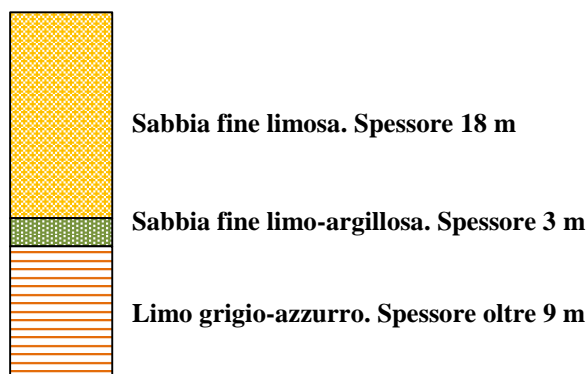 Sabbia fine limosa. Spessore 18 m
Sabbia fine limo-argillosa. Spessore 3 m
Limo grigio-azzurro. Spessore oltre 9 m